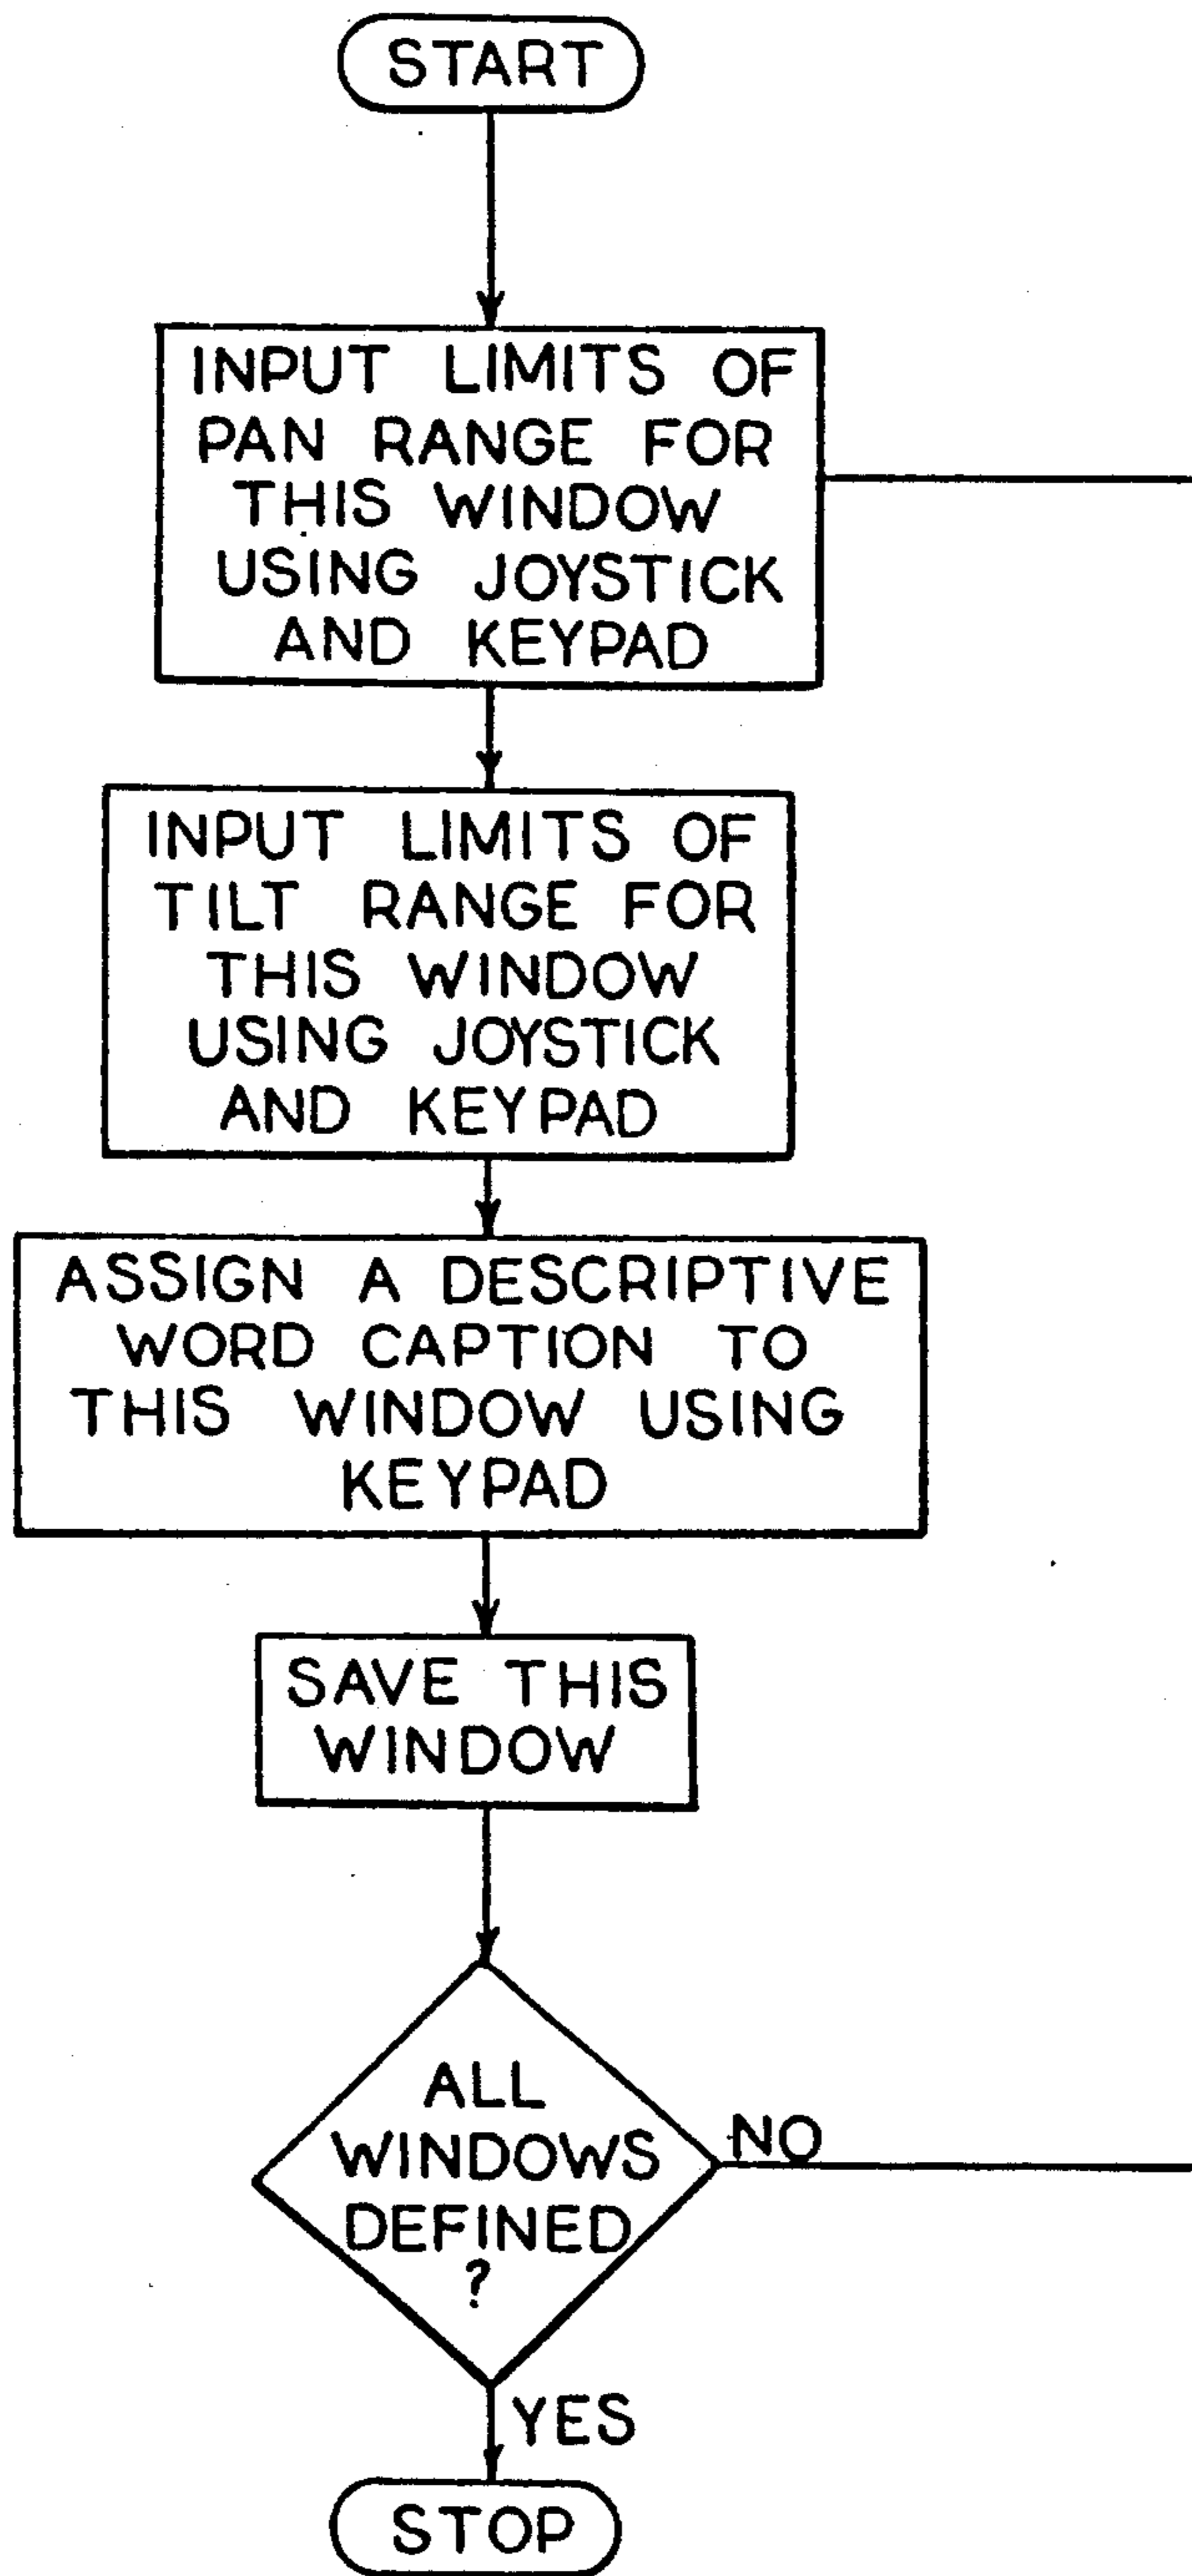 START
INPUT LIMITS OF
PAN RANGE FOR
THIS WINDOW
USING JOYSTICK
AND KEYPAD
INPUT LIMITS OF
TILT RANGE FOR
THIS WINDOW
USING JOYSTICK
AND KEYPAD
ASSIGN A DESCRIPTIVE
WORD CAPTION TO
THIS WINDOW USING
KEYPAD
SAVE THIS
WINDOW
ALL
WINDOWS
DEFINED
?
NO
YES
STOP